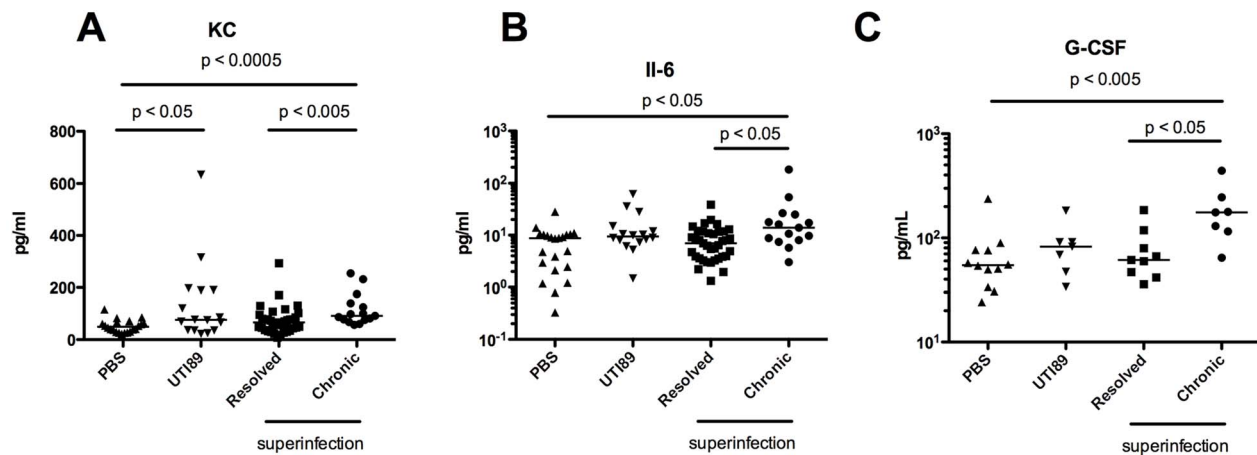 A
KC
p < 0.0005
p < 0.05
p < 0.005
800
600
400
200
0
pg/ml
PBS
UTI89
Resolved
Chronic
superinfection
B
Il-6
p < 0.05
p < 0.05
10³
10²
10¹
10⁰
10⁻¹
pg/ml
PBS
UTI89
Resolved
Chronic
superinfection
C
G-CSF
p < 0.005
p < 0.05
10³
10²
10¹
pg/mL
PBS
UTI89
Resolved
Chronic
superinfection